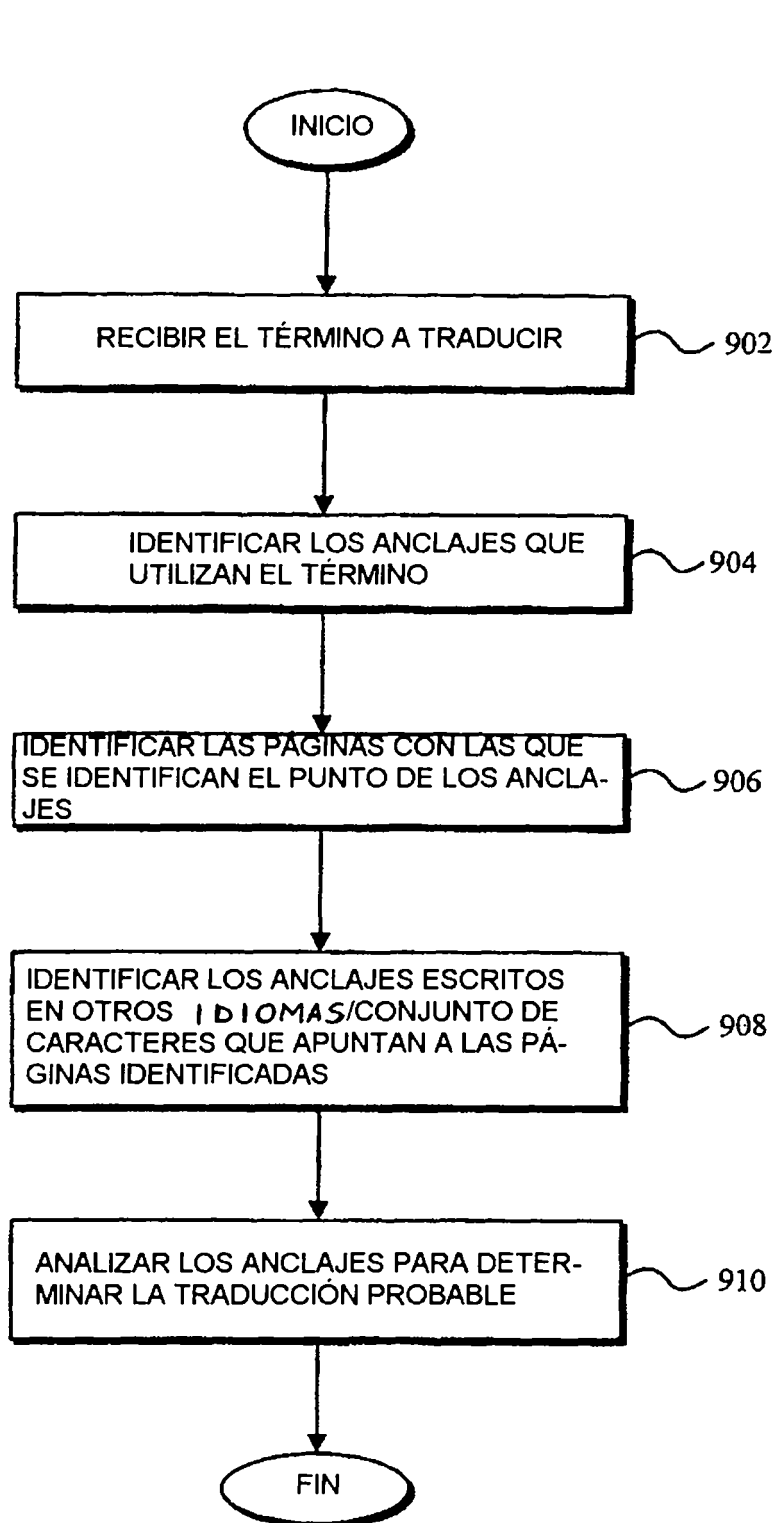 INICIO
RECIBIR EL TÉRMINO A TRADUCIR
902
IDENTIFICAR LOS ANCLAJES QUE
UTILIZAN EL TÉRMINO
904
IDENTIFICAR LAS PÁGINAS CON LAS QUE
SE IDENTIFICAN EL PUNTO DE LOS ANCLA-
JES
906
IDENTIFICAR LOS ANCLAJES ESCRITOS
EN OTROS IDIOMAS/CONJUNTO DE
CARACTERES QUE APUNTAN A LAS PÁ-
GINAS IDENTIFICADAS
908
ANALIZAR LOS ANCLAJES PARA DETER-
MINAR LA TRADUCCIÓN PROBABLE
910
FIN